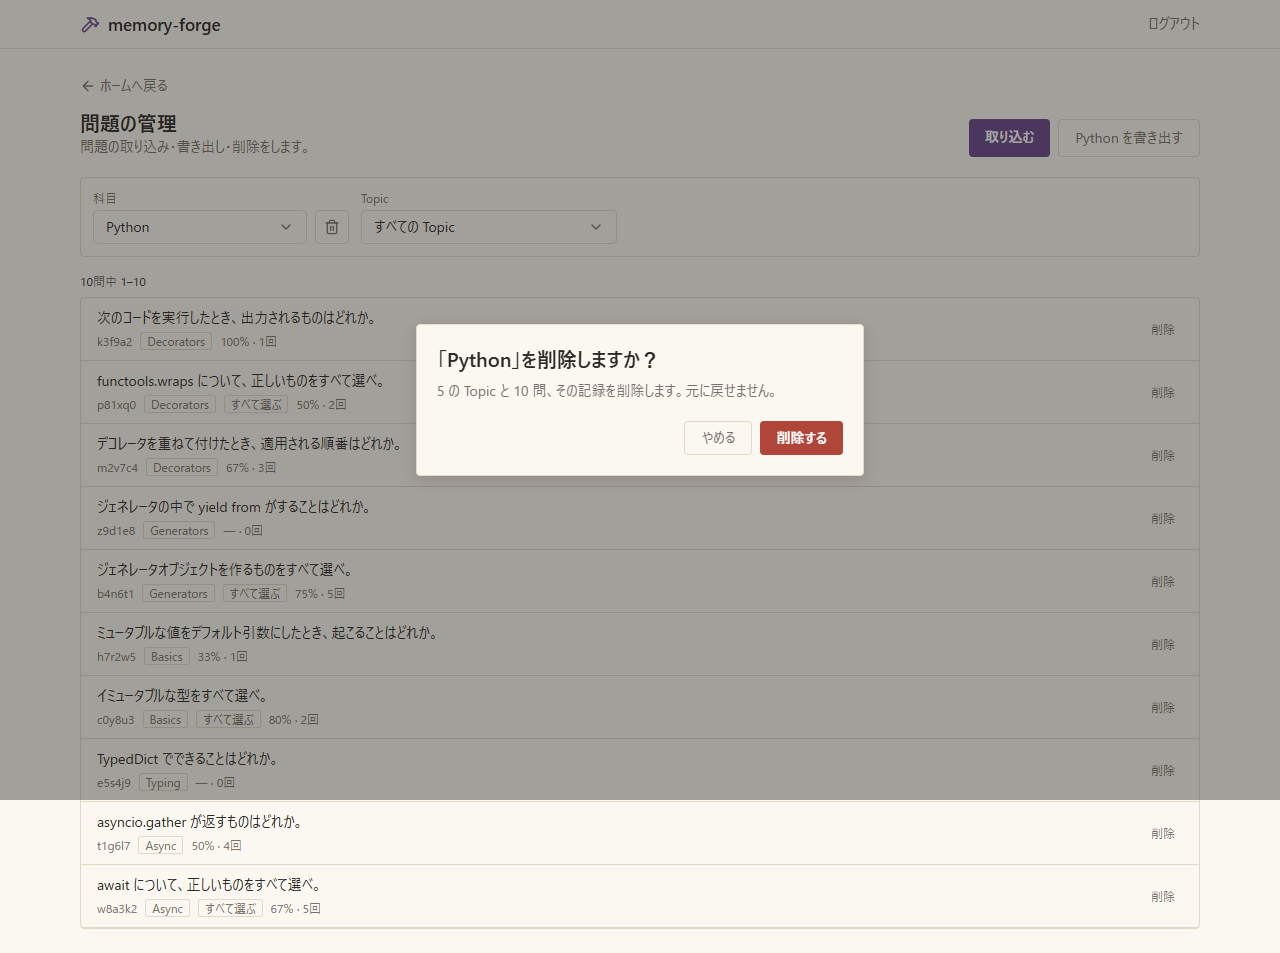 memory-forge
ログアウト
← ホームへ戻る
問題の管理
問題の取り込み・書き出し・削除をします。
取り込む
Python を書き出す
科目
Topic
Python
すべての Topic
10問中 1–10
次のコードを実行したとき、出力されるものはどれか。
k3f9a2 Decorators 100% · 1回
削除
functools.wraps について、正しいものをすべて選べ。
p81xq0 Decorators すべて選ぶ 50% · 2回
削除
デコレータを重ねて付けたとき、適用される順番はどれか。
m2v7c4 Decorators 67% · 3回
削除
ジェネレータの中で yield from がすることはどれか。
z9d1e8 Generators — · 0回
削除
ジェネレータオブジェクトを作るものをすべて選べ。
b4n6t1 Generators すべて選ぶ 75% · 5回
削除
ミュータブルな値をデフォルト引数にしたとき、起こることはどれか。
h7r2w5 Basics 33% · 1回
削除
イミュータブルな型をすべて選べ。
c0y8u3 Basics すべて選ぶ 80% · 2回
削除
TypedDict でできることはどれか。
e5s4j9 Typing — · 0回
削除
asyncio.gather が返すものはどれか。
t1g6l7 Async 50% · 4回
削除
await について、正しいものをすべて選べ。
w8a3k2 Async すべて選ぶ 67% · 5回
削除
「Python」を削除しますか？
5 の Topic と 10 問、その記録を削除します。元に戻せません。
やめる
削除する